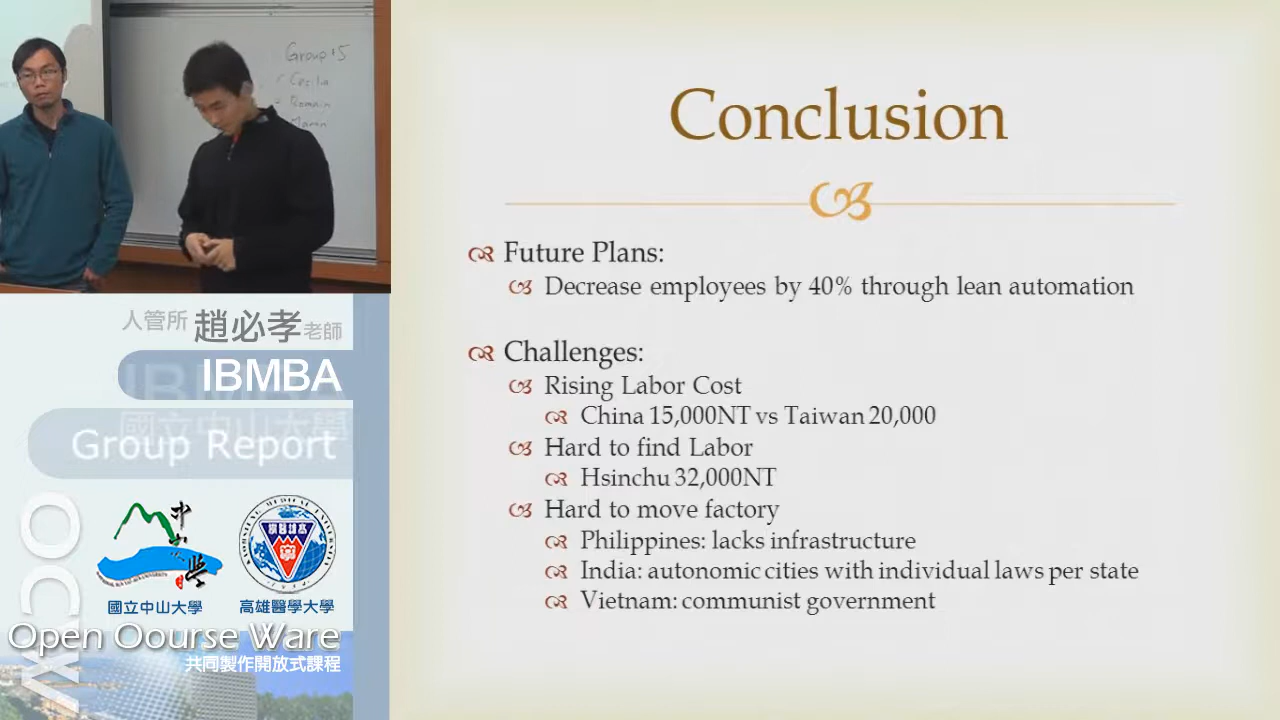 Group 5
Cecilia
Romain
Conclusion
Future Plans:
Decrease employees by 40% through lean automation
Challenges:
Rising Labor Cost
China 15,000NT vs Taiwan 20,000
Hard to find Labor
Hsinchu 32,000NT
Hard to move factory
Philippines: lacks infrastructure
India: autonomic cities with individual laws per state
Vietnam: communist government
人管所 趙必孝老師
IBMBA
國立中山大學
Group Report
OCW
國立中山大學
高雄醫學大學
Open Oourse Ware
共同製作開放式課程